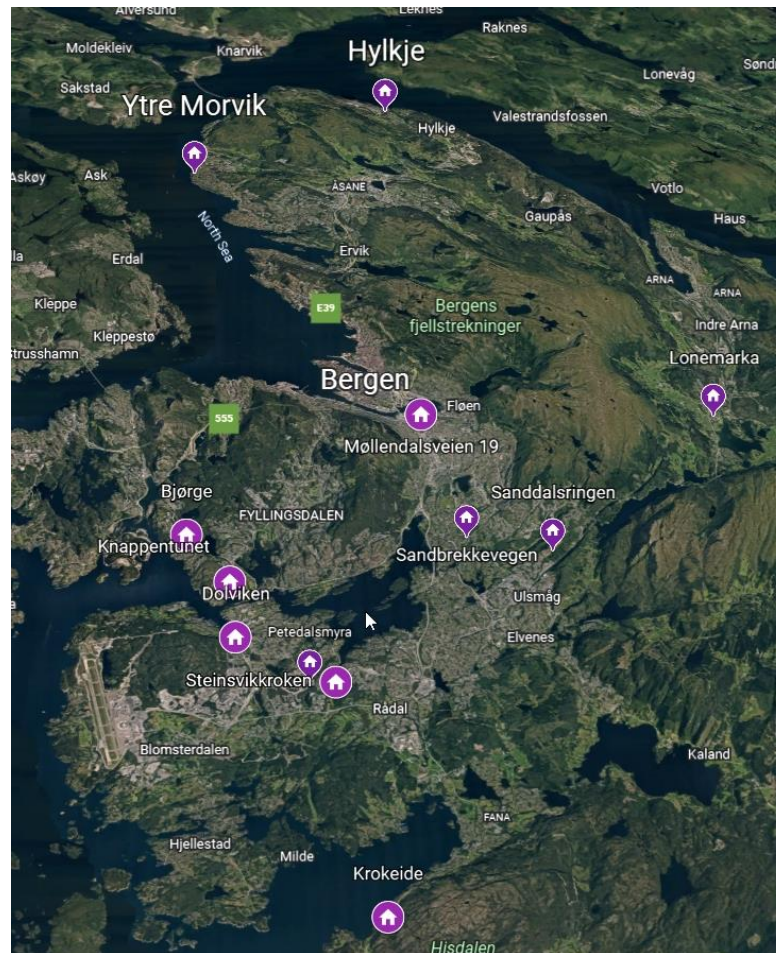 Alversund
Leknes
Raknes
Moldekleiv
Knarvik
Hylkje
Lonevåg
Sakstad
Ytre Morvik
Valestrandsfossen
Hylkje
Askøy
Ask
ÅSANE
Votlo
North Sea
Gaupås
Haus
Erdal
Ervik
ARNA
ARNA
Kleppe
E39
Bergens
fjellstrekninger
Indre Arna
Kleppestø
Strusshamn
Lonemarka
Bergen
555
Fløen
Møllendalsveien 19
Bjørge
Sanddalsringen
FYLLINGSDALEN
Knappentunet
Sandbrekkevegen
Dolviken
Ulsmåg
Petedalsmyra
Elvenes
Steinsvikkroken
Rådal
Blomsterdalen
Kaland
FANA
Hjellestad
Milde
Krokeide
Hisdalen